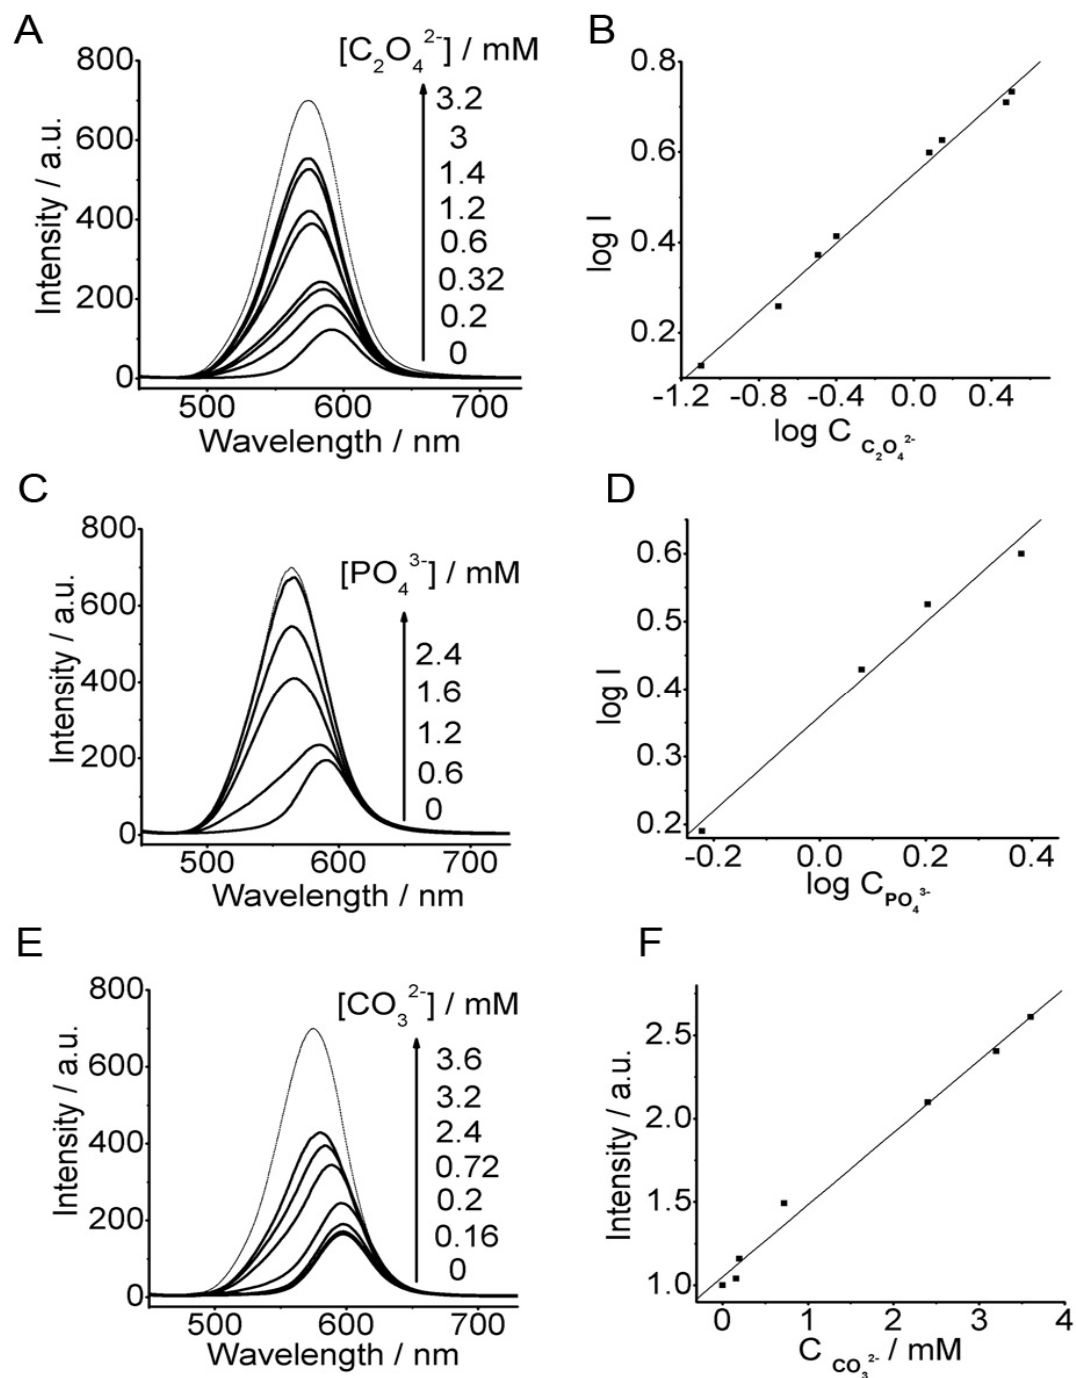 A
[C₂O₄²⁻] / mM
3.2
3
1.4
1.2
0.6
0.32
0.2
0
800
600
400
200
0
Intensity / a.u.
500 600 700
Wavelength / nm
B
0.8
0.6
0.4
0.2
log I
-1.2 -0.8 -0.4 0.0 0.4
log C C₂O₄²⁻
C
[PO₄³⁻] / mM
2.4
1.6
1.2
0.6
0
800
600
400
200
0
Intensity / a.u.
500 600 700
Wavelength / nm
D
0.6
0.5
0.4
0.3
0.2
log I
-0.2 0.0 0.2 0.4
log C PO₄³⁻
E
[CO₃²⁻] / mM
3.6
3.2
2.4
0.72
0.2
0.16
0
800
600
400
200
0
Intensity / a.u.
500 600 700
Wavelength / nm
F
2.5
2.0
1.5
1.0
Intensity / a.u.
0 1 2 3 4
C CO₃²⁻ / mM